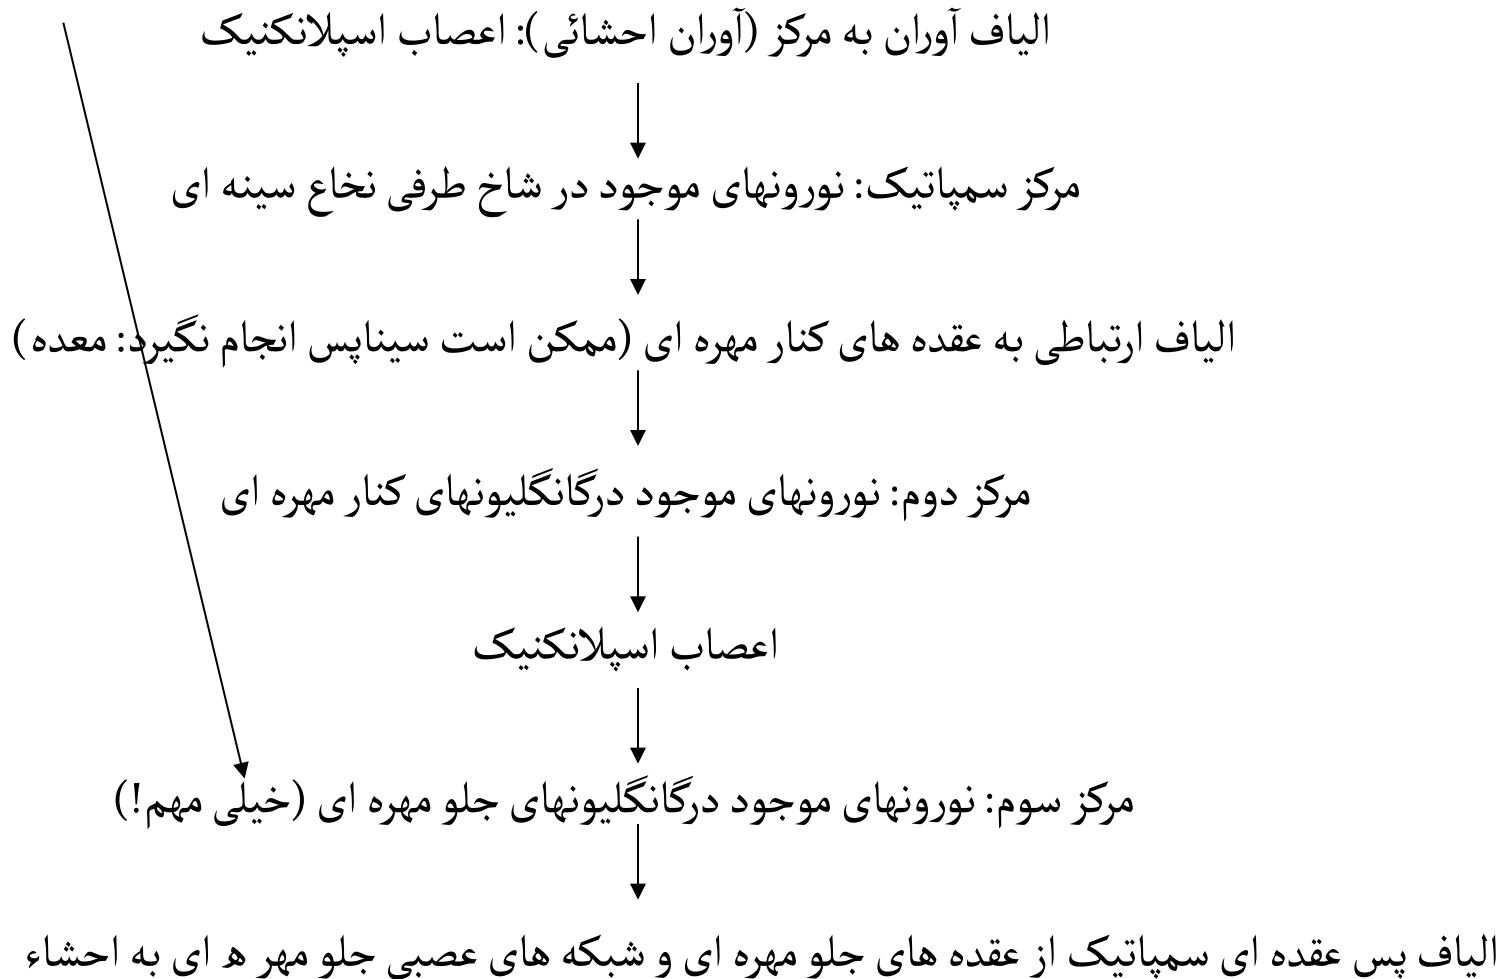 الیاف آوران به مرکز (آوران احشائی): اعصاب اسپلانکنیک
مرکز سمپاتیک: نورونهای موجود در شاخ طرفی نخاع سینه ای
الیاف ارتباطی به عقده های کنار مهره ای (ممکن است سیناپس انجام نگیرد: معده)
مرکز دوم: نورونهای موجود درگانگلیونهای کنار مهره ای
اعصاب اسپلانکنیک
مرکز سوم: نورونهای موجود درگانگلیونهای جلو مهره ای (خیلی مهم!)
الیاف پس عقده ای سمپاتیک از عقده های جلو مهره ای و شبکه های عصبی جلو مهر ه ای به احشاء